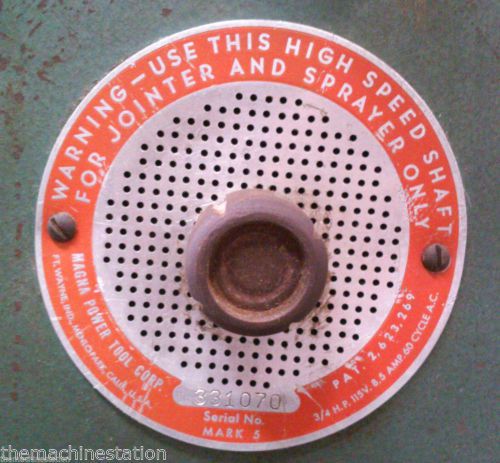 WARNING—USE THIS HIGH SPEED SHAFT
FOR JOINTER AND SPRAYER ONLY
MAGNA POWER TOOL CORP.
FT. WAYNE, IND., MENLO PARK,
PAT. 2,623,269
3/4 H.P. 115V. 8.5 AMP. 60 CYCLE A.C.
331070
Serial No.
MARK 5
themachinestation